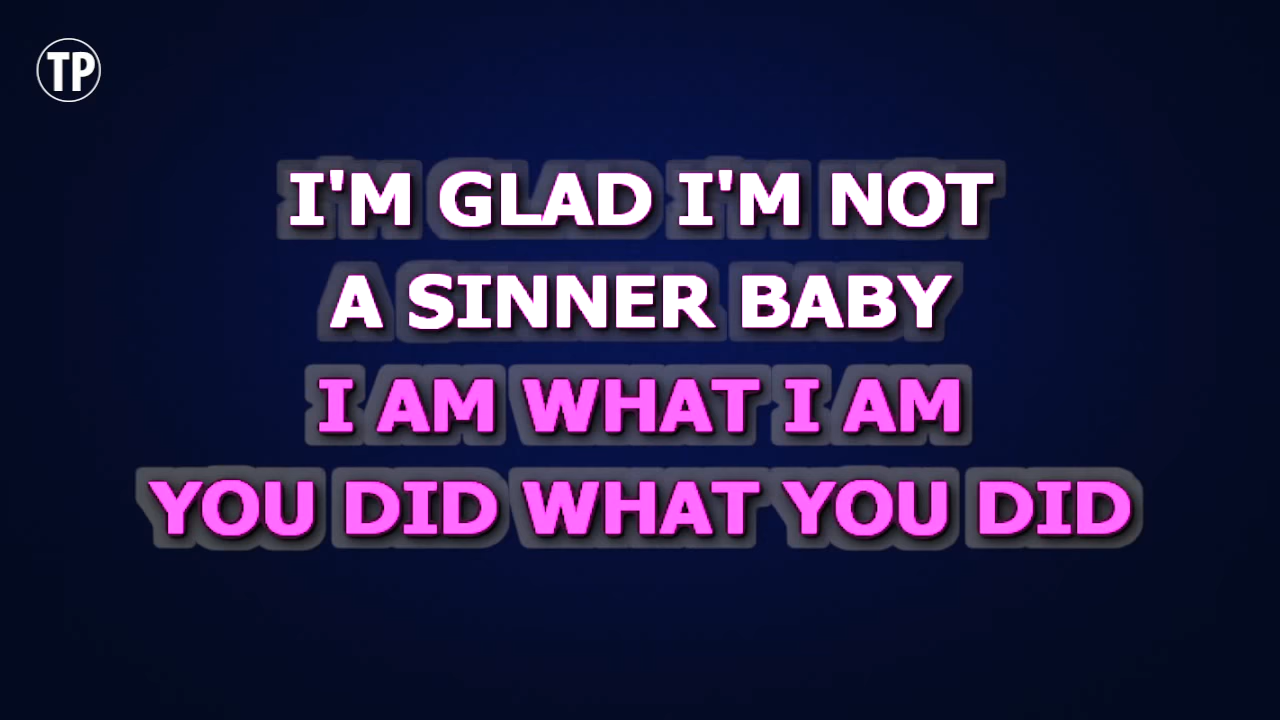 TP
I'M GLAD I'M NOT
A SINNER BABY
I AM WHAT I AM
YOU DID WHAT YOU DID